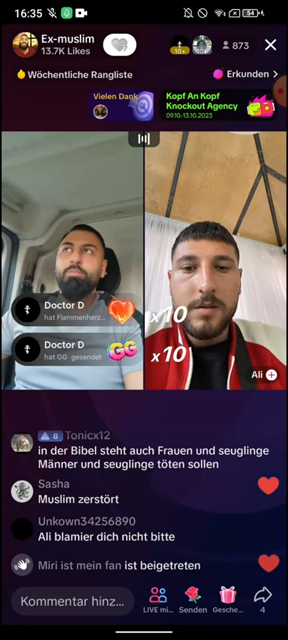 16:35
54
Ex-muslim
13.7K Likes
10+
873
Wöchentliche Rangliste
Erkunden >
Vielen Dank
Kopf An Kopf
Knockout Agency
09.10-13.10.2023
Doctor D
hat Flammenherz..
x10
Doctor D
hat GG gesendet
GG
x10
Ali
8 Tonicx12
in der Bibel steht auch Frauen und seuglinge
Männer und seuglinge töten sollen
Sasha
Muslim zerstört
Unkown34256890
Ali blamier dich nicht bitte
Miri ist mein fan ist beigetreten
Kommentar hinz...
LIVE mi...
Senden
Gesche...
4